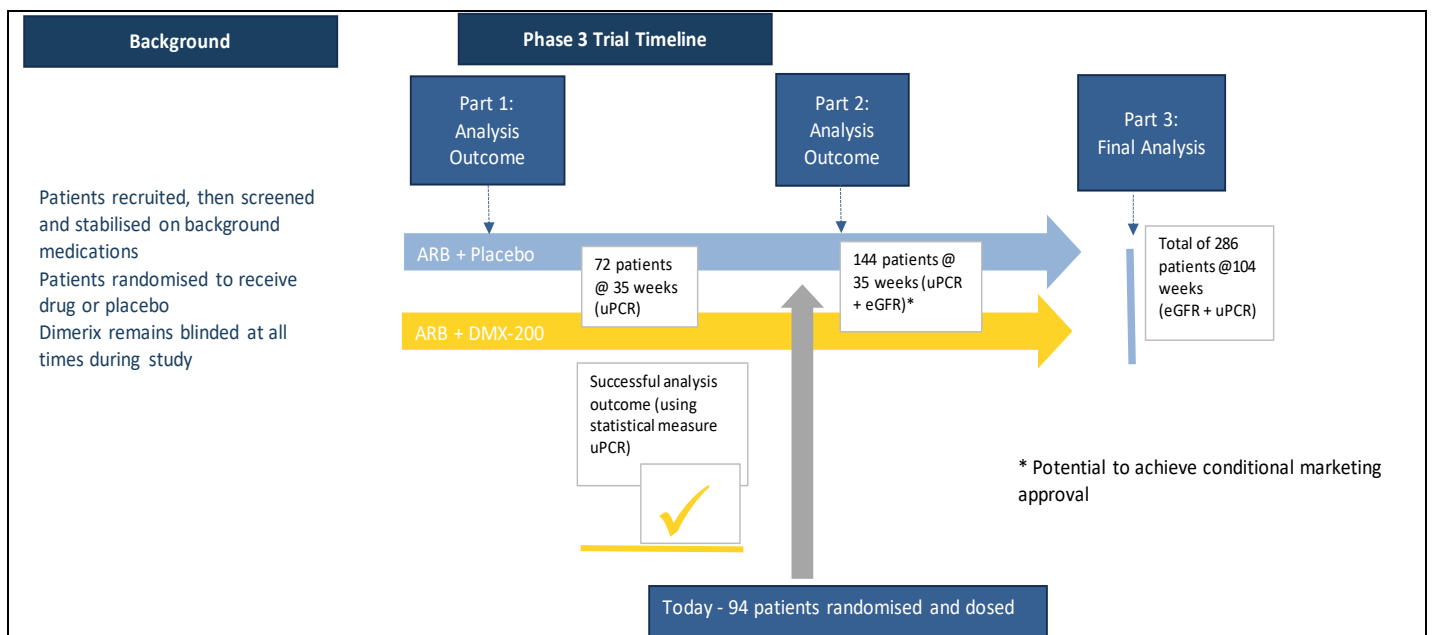 Background
Phase 3 Trial Timeline
Part 1:
Analysis
Outcome
Part 2:
Analysis
Outcome
Part 3:
Final Analysis
Patients recruited, then screened
and stabilised on background
medications
Patients randomised to receive
drug or placebo
Dimerix remains blinded at all
times during study
ARB + Placebo
72 patients
@ 35 weeks
(uPCR)
144 patients @
35 weeks (uPCR
+ eGFR)*
Total of 286
patients @104
weeks
(eGFR + uPCR)
ARB + DMX-200
Successful analysis
outcome (using
statistical measure
uPCR)
* Potential to achieve conditional marketing
approval
Today - 94 patients randomised and dosed